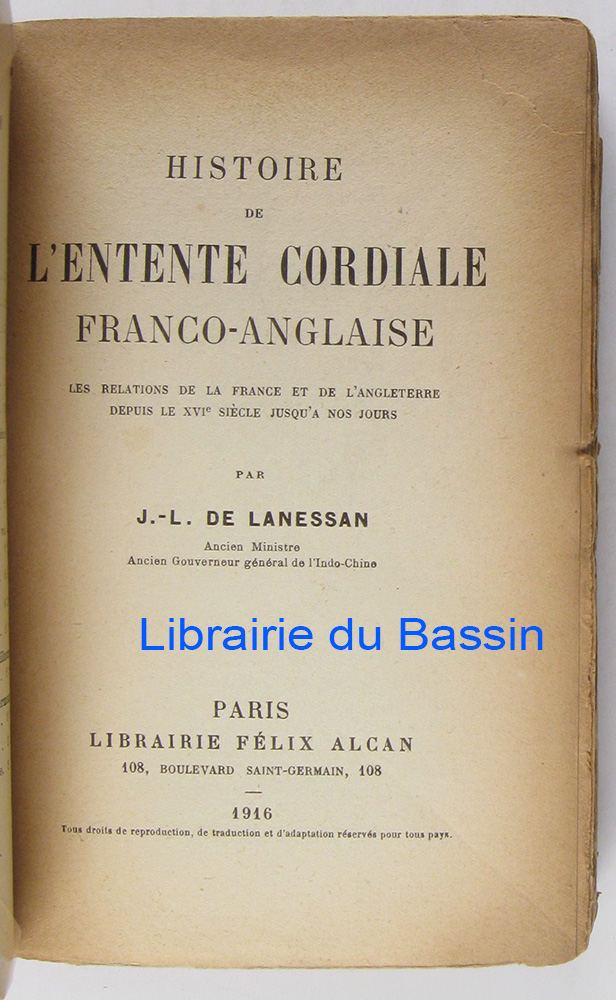 HISTOIRE
DE
L'ENTENTE CORDIALE
FRANCO-ANGLAISE
LES RELATIONS DE LA FRANCE ET DE L'ANGLETERRE
DEPUIS LE XVIe SIÈCLE JUSQU'A NOS JOURS
PAR
J.-L. DE LANESSAN
Ancien Ministre
Ancien Gouverneur général de l'Indo-Chine
Librairie du Bassin
PARIS
LIBRAIRIE FÉLIX ALCAN
108, BOULEVARD SAINT-GERMAIN, 108
1916
Tous droits de reproduction, de traduction et d'adaptation réservés pour tous pays.